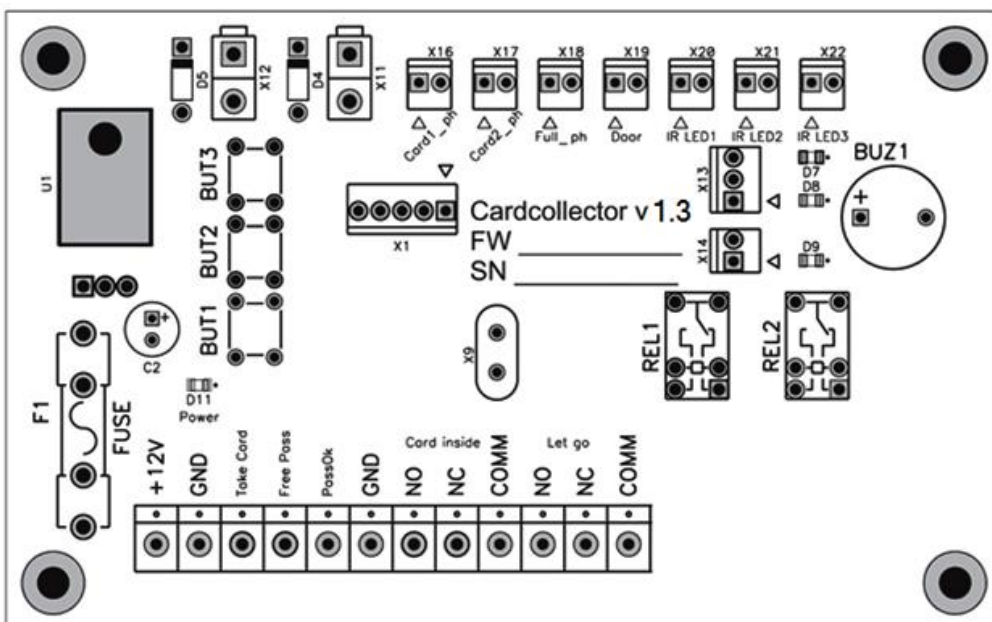 X16 X17 X18 X19 X20 X21 X22
D5 X12 D4 X11
Card1_ph Card2_ph Full_ph Door IR LED1 IR LED2 IR LED3
U1
BUT3
X13
D7
D8
BUZ1
+
X1
Cardcollector v 1.3
FW
SN
BUT2
X14
D9
+
C2
BUT1
X9
REL1
REL2
D11
Power
F1
FUSE
Card inside Let go
+12V GND Take Card Free Pass PassOk GND NO NC COMM NO NC COMM